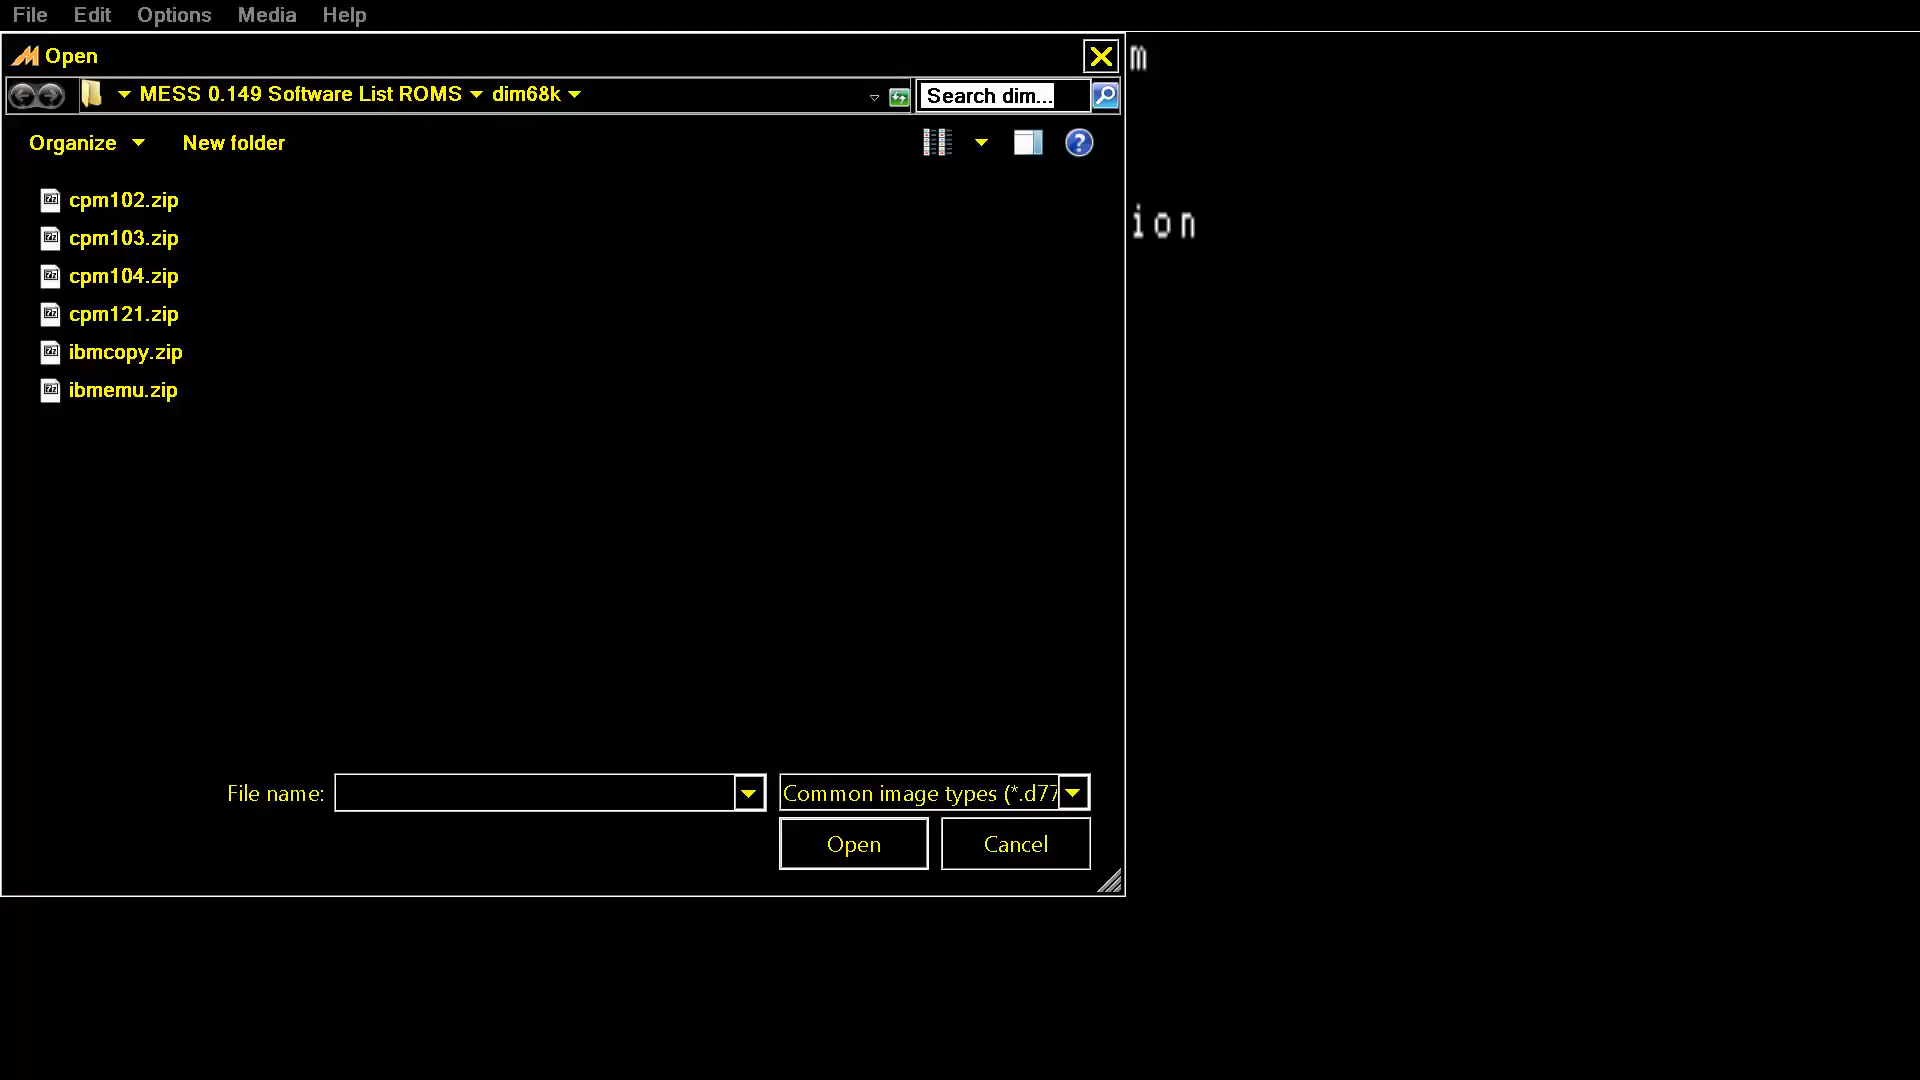 File Edit Options Media Help
Open
m
MESS 0.149 Software List ROMS dim68k
Search dim...
Organize New folder
cpm102.zip
ion
cpm103.zip
cpm104.zip
cpm121.zip
ibmcopy.zip
ibmemu.zip
File name: Common image types (*.d77
Open Cancel